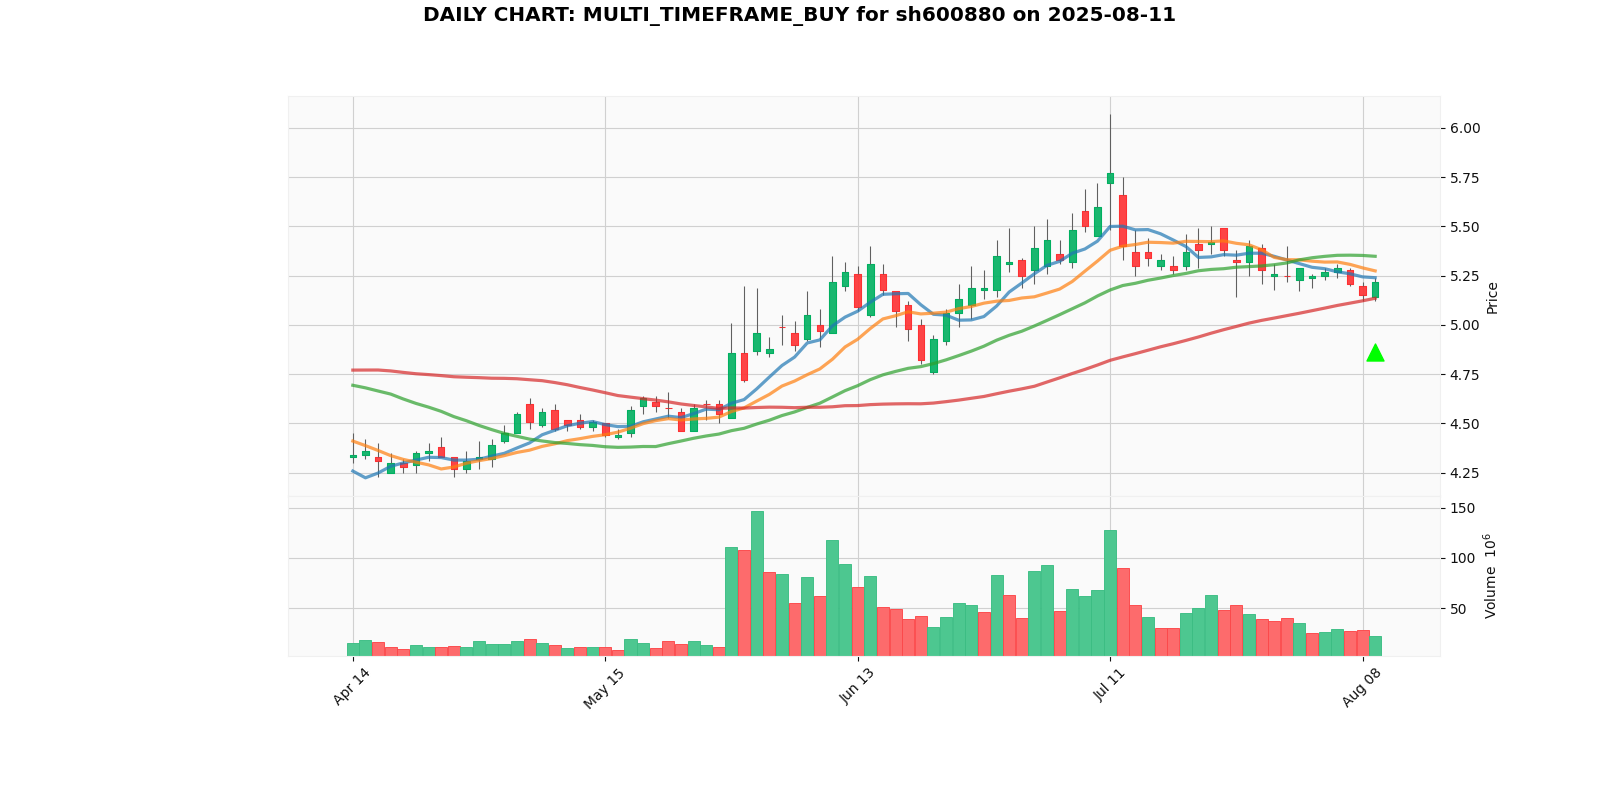 DAILY CHART: MULTI_TIMEFRAME_BUY for sh600880 on 2025-08-11
6.00
5.75
5.50
5.25
5.00
4.75
4.50
4.25
Price
150
100
50
Volume 10⁶
Apr 14
May 15
Jun 13
Jul 11
Aug 08